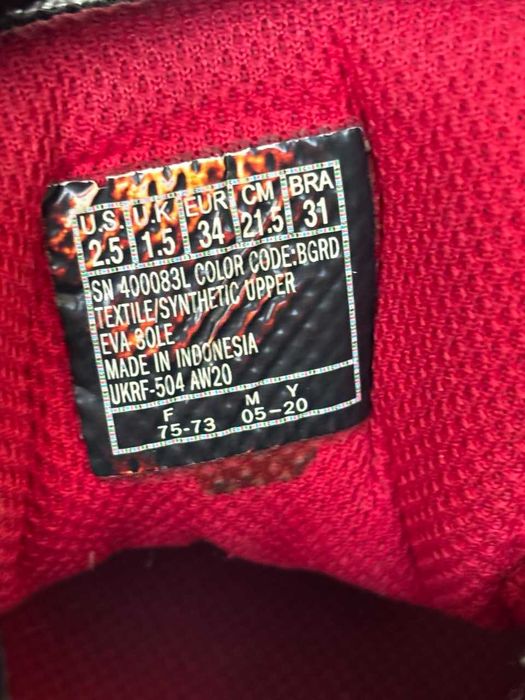 U.S. U.K EUR CM BRA
2.5 1.5 34 21.5 31
SN 400083L COLOR CODE:BGRD
TEXTILE/SYNTHETIC UPPER
EVA SOLE
MADE IN INDONESIA
UKRF-504 AW20
F M Y
75-73 05-20